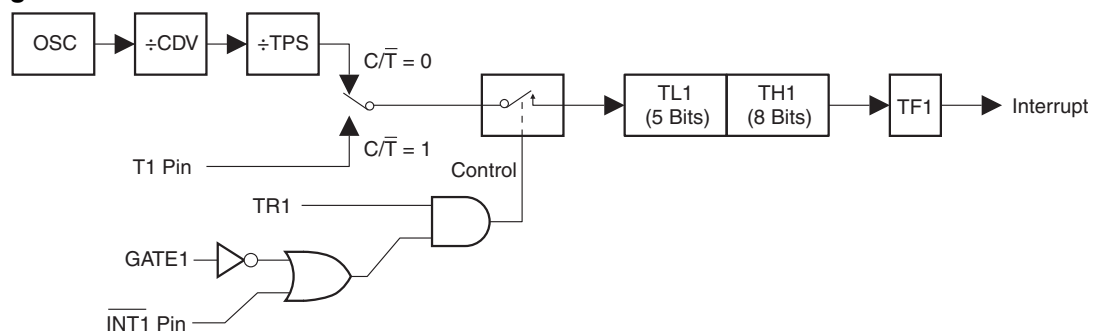 OSC
÷CDV
÷TPS
C/T̅ = 0
TL1
(5 Bits)
TH1
(8 Bits)
TF1
Interrupt
C/T̅ = 1
T1 Pin
Control
TR1
GATE1
I̅N̅T̅1̅ Pin